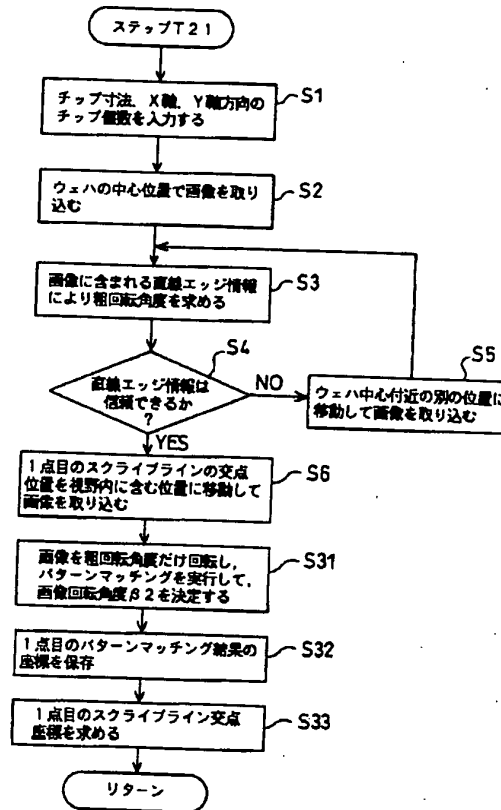 ステップT21
チップ寸法，X軸，Y軸方向の
チップ個数を入力する
S1
ウェハの中心位置で画像を取り
込む
S2
画像に含まれる直線エッジ情報
により粗回転角度を求める
S3
直線エッジ情報は
信頼できるか
?
S4
NO
ウェハ中心付近の別の位置に
移動して画像を取り込む
S5
YES
1点目のスクライブラインの交点
位置を視野内に含む位置に移動して
画像を取り込む
S6
画像を粗回転角度だけ回転し，
パターンマッチングを実行して，
画像回転角度β2を決定する
S31
1点目のパターンマッチング結果の
座標を保存
S32
1点目のスクライブライン交点
座標を求める
S33
リターン